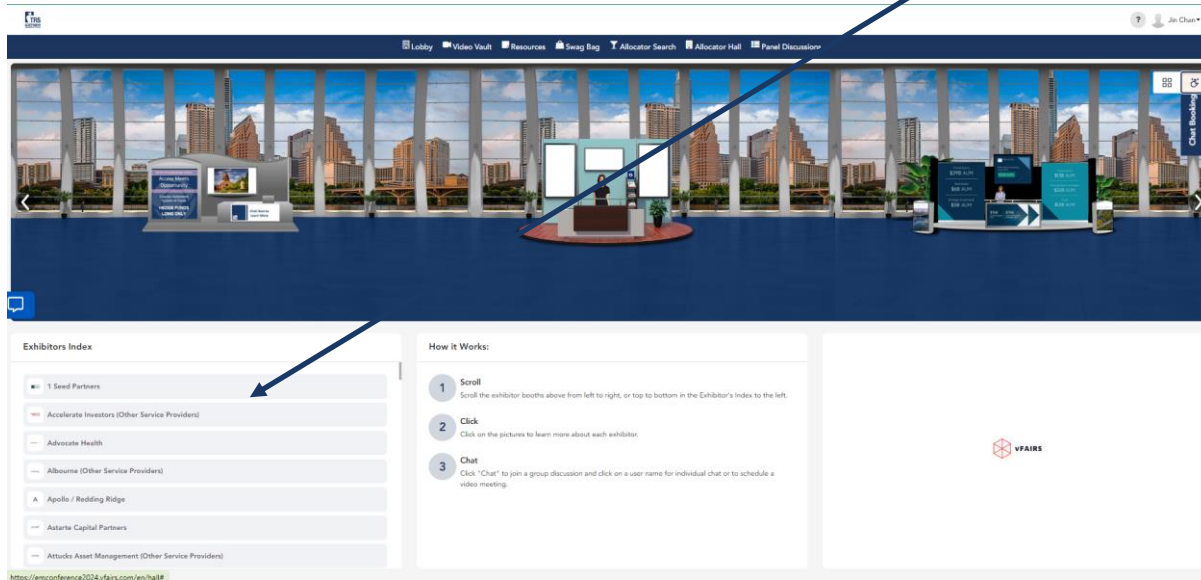 TRS
? Jin Chan
Lobby Video Vault Resources Swag Bag Allocator Search Allocator Hall Panel Discussions
Chat Booking
Access Meets
Opportunity
HEDGE FUNDS
LONG ONLY
Exhibitors Index
1 Seed Partners
Accelerate Investors (Other Service Providers)
Advocate Health
Albourne (Other Service Providers)
A Apollo / Redding Ridge
Astarte Capital Partners
Attucks Asset Management (Other Service Providers)
How it Works:
1 Scroll
Scroll the exhibitor booths above from left to right, or top to bottom in the Exhibitor's Index to the left.
2 Click
Click on the pictures to learn more about each exhibitor.
3 Chat
Click "Chat" to join a group discussion and click on a user name for individual chat or to schedule a
video meeting.
vFAIRS
https://emconference2024.vfairs.com/en/hall#